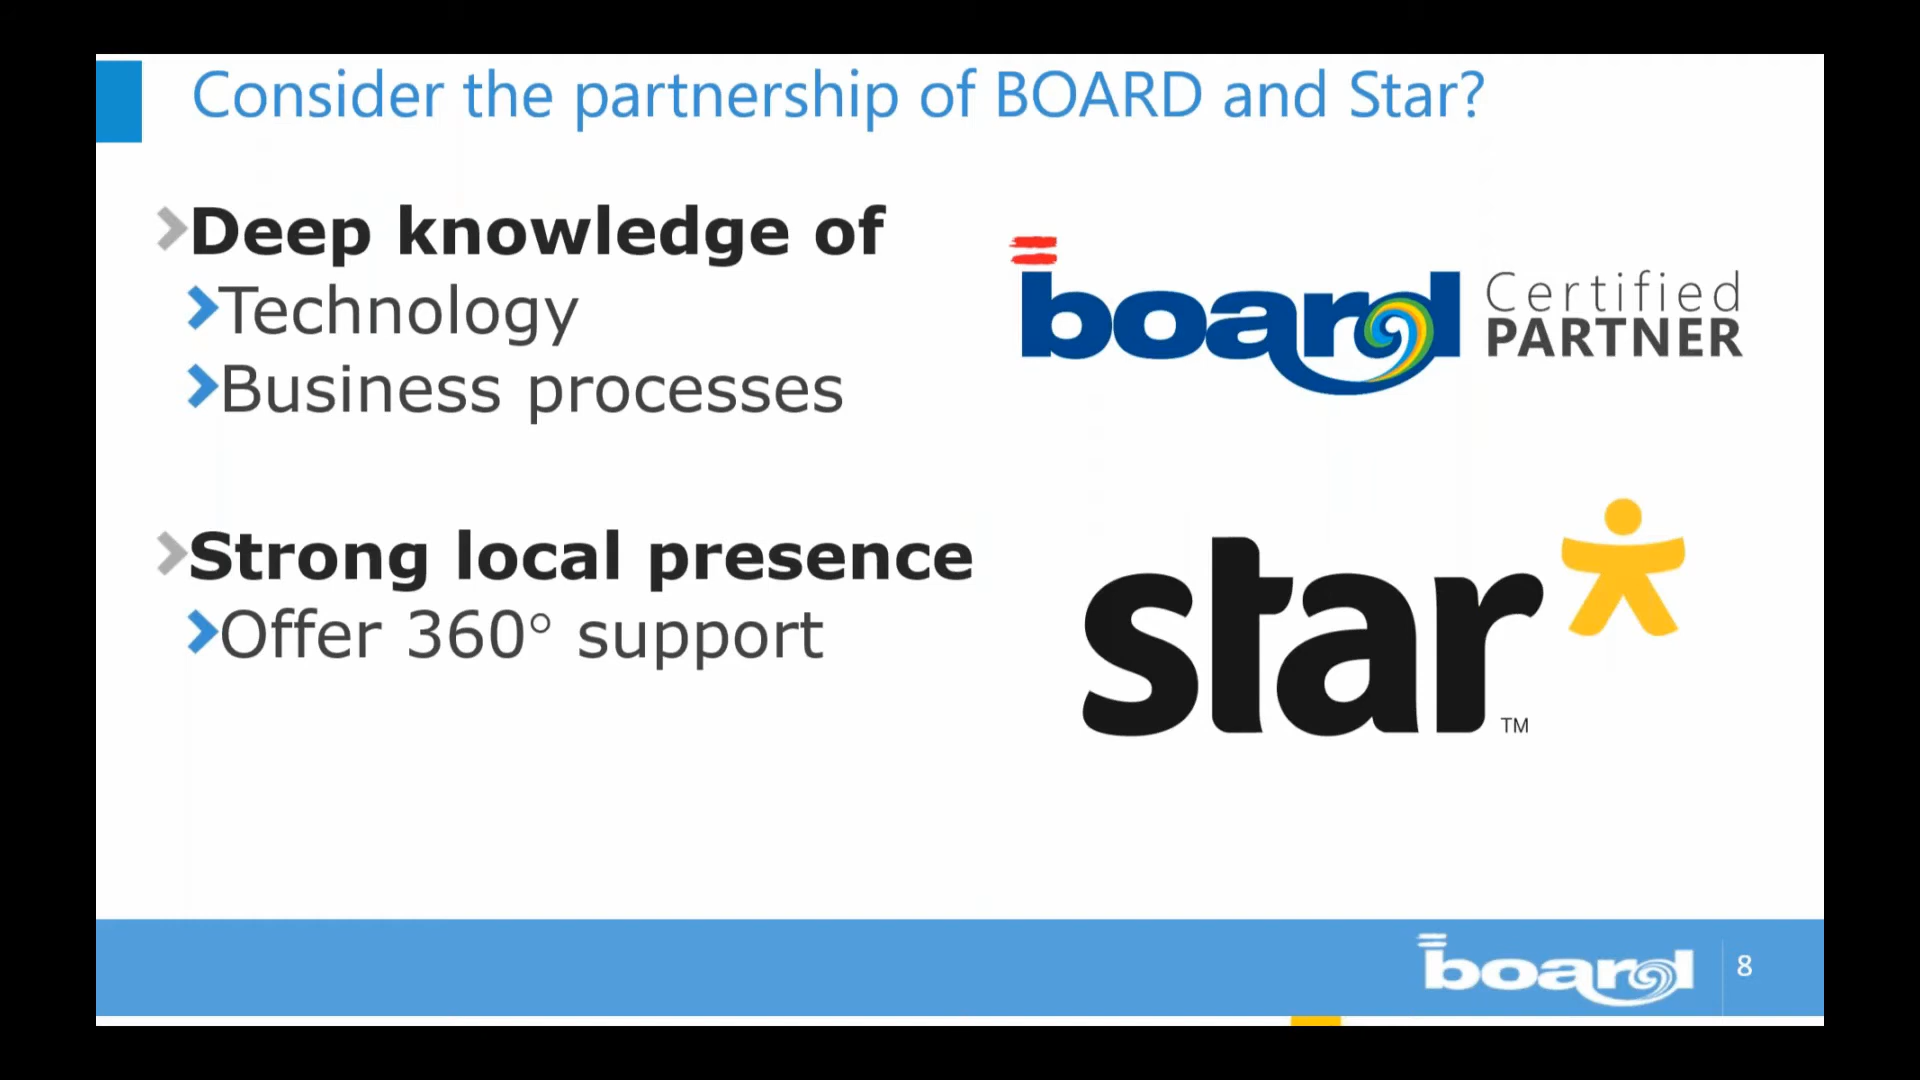 Consider the partnership of BOARD and Star?
Deep knowledge of
Technology
Business processes
Strong local presence
Offer 360° support
board Certified
PARTNER
star
TM
board
8